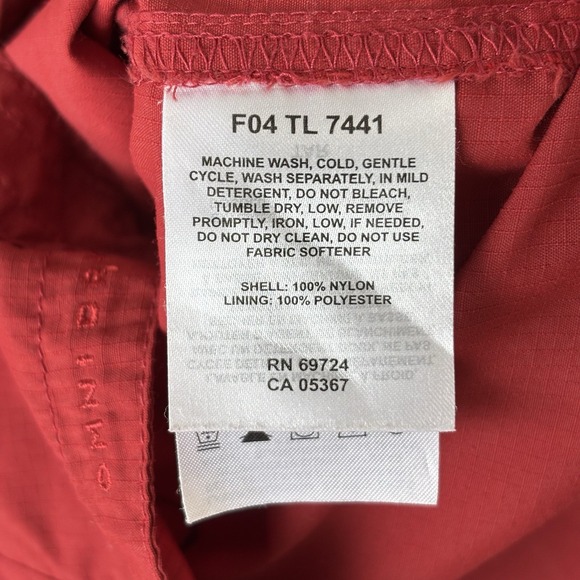 F04 TL 7441
MACHINE WASH, COLD, GENTLE
CYCLE, WASH SEPARATELY, IN MILD
DETERGENT, DO NOT BLEACH,
TUMBLE DRY, LOW, REMOVE
PROMPTLY, IRON, LOW, IF NEEDED,
DO NOT DRY CLEAN, DO NOT USE
FABRIC SOFTENER
SHELL: 100% NYLON
LINING: 100% POLYESTER
RN 69724
CA 05367